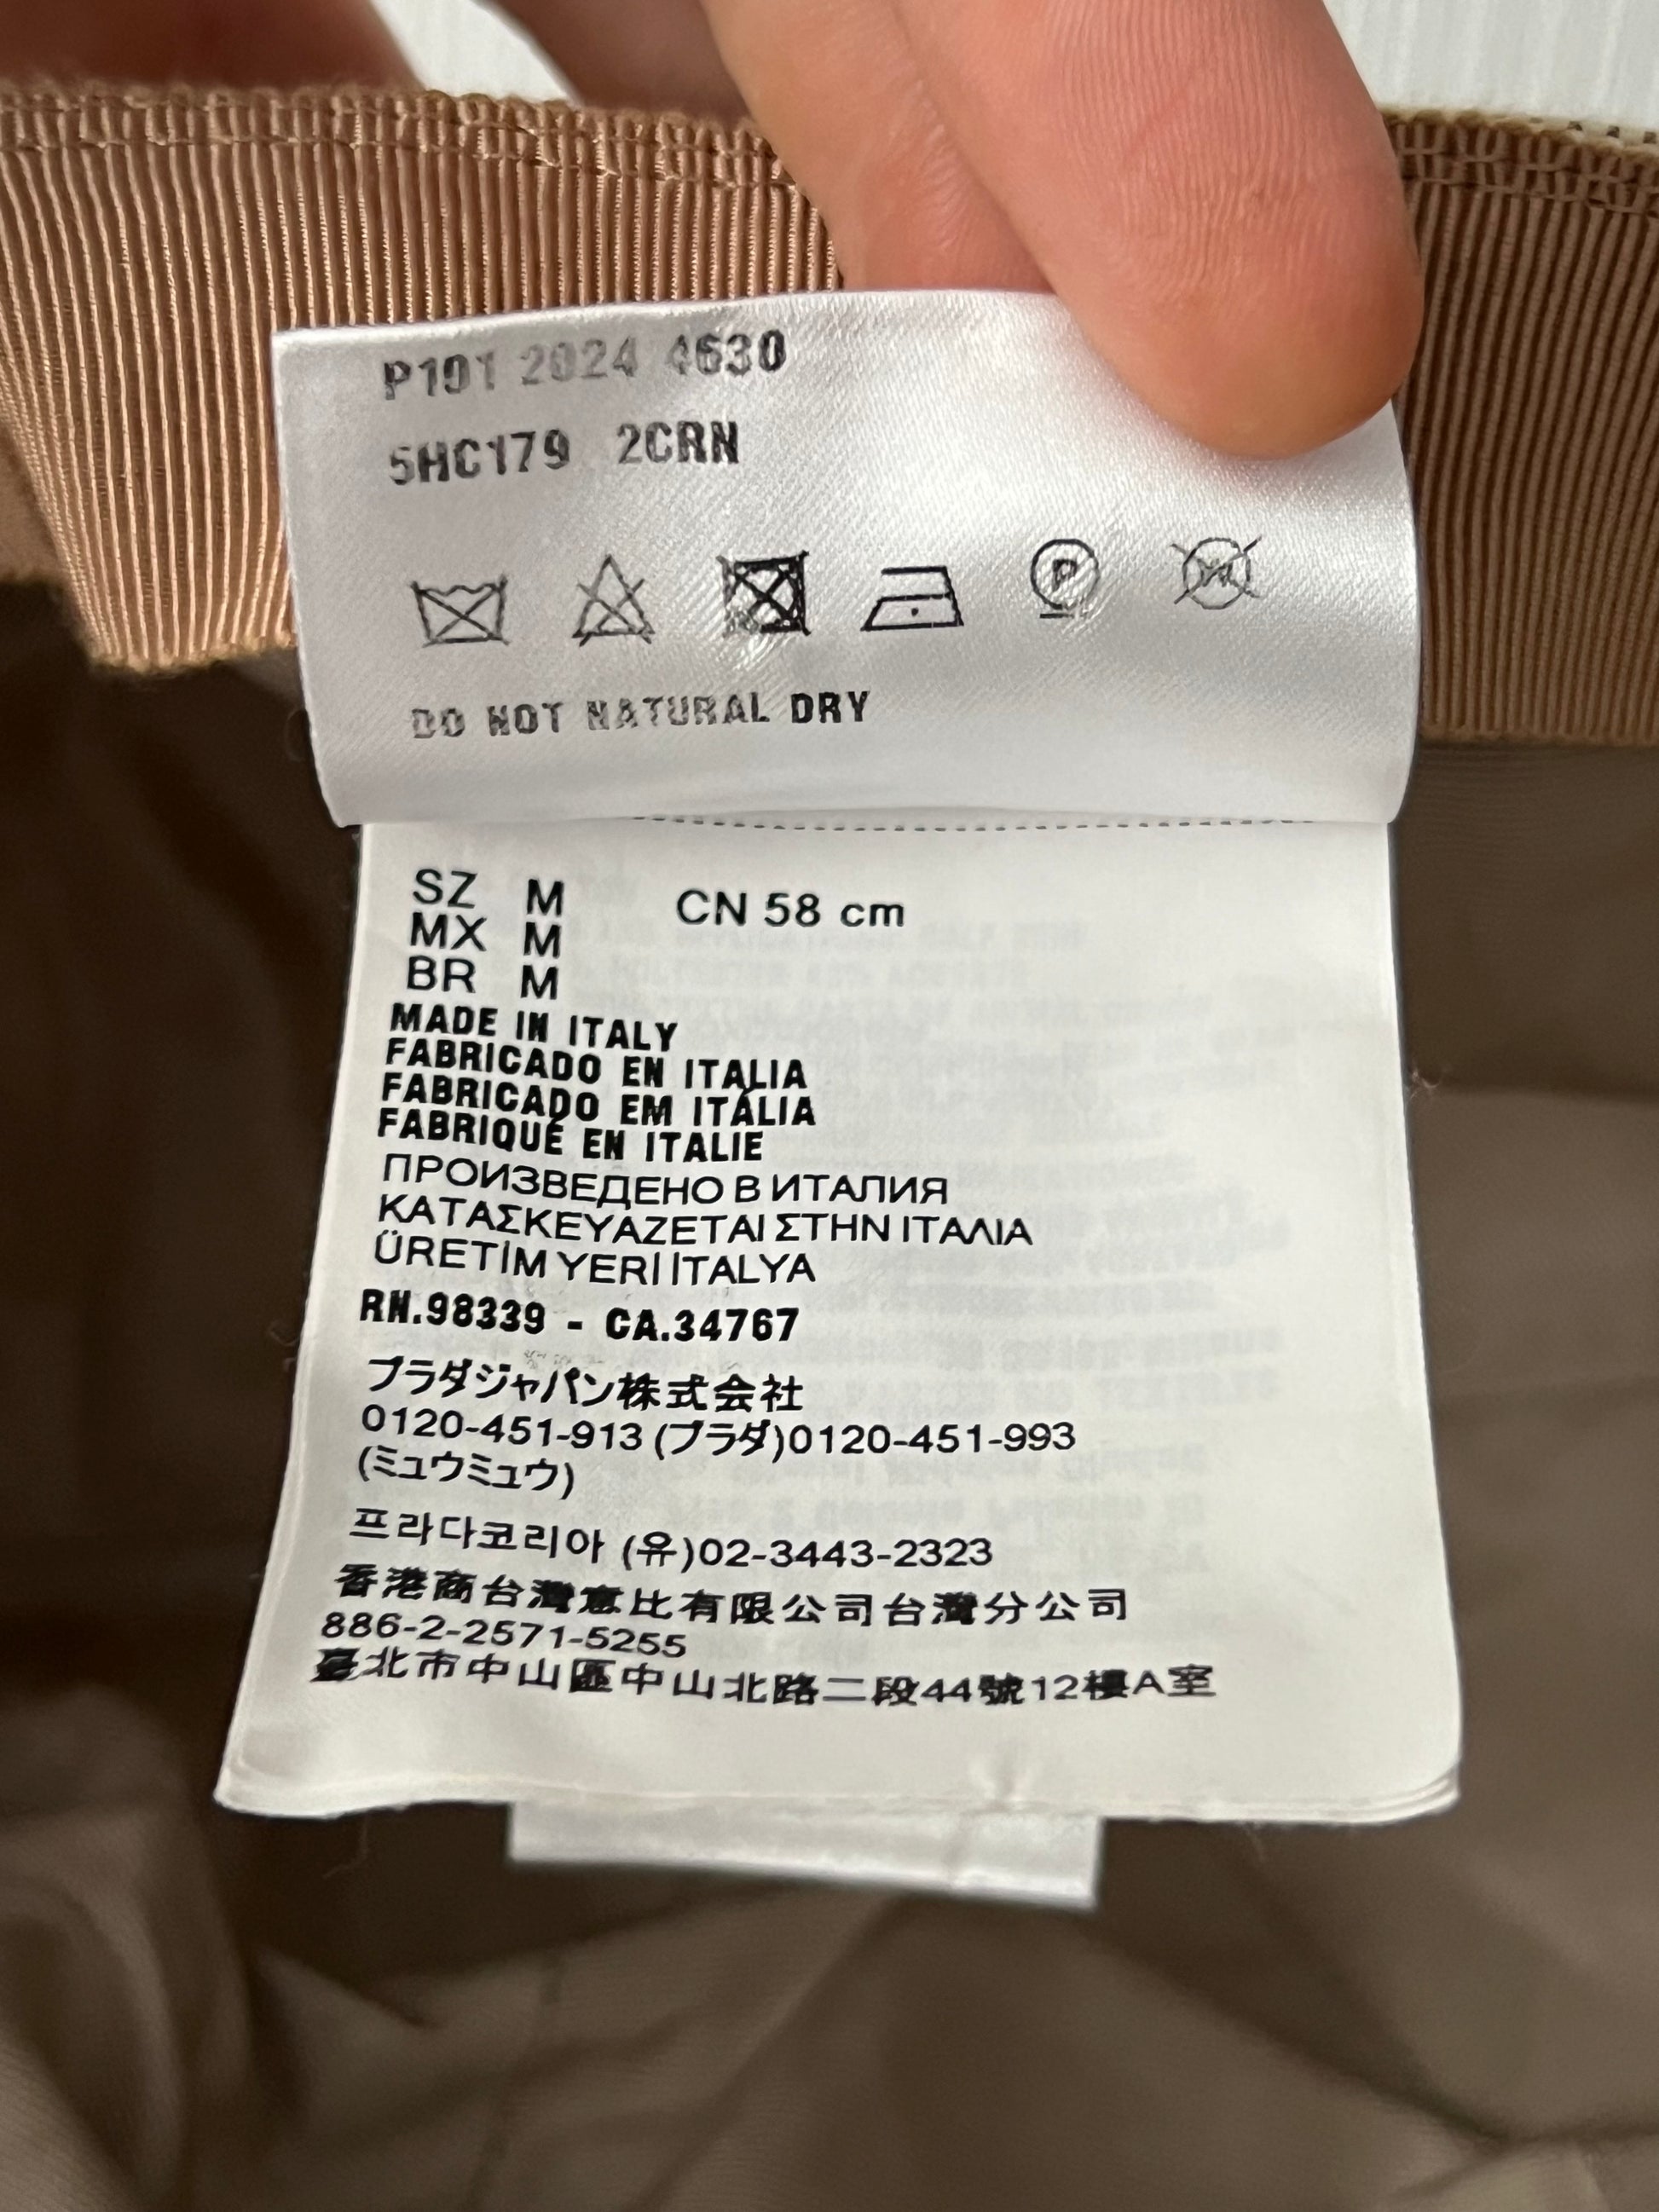 P101 2024 4630
5HC179 2CRN
P W
DO NOT NATURAL DRY
SZ M CN 58 cm
MX M
BR M
MADE IN ITALY
FABRICADO EN ITALIA
FABRICADO EM ITÁLIA
FABRIQUÉ EN ITALIE
ПРОИЗВЕДЕНО В ИТАЛИЯ
ΚΑΤΑΣΚΕΥΑΖΕΤΑΙ ΣΤΗΝ ΙΤΑΛΙΑ
ÜRETİM YERİ İTALYA
RN.98339 - CA.34767
プラダジャパン株式会社
0120-451-913 (プラダ)0120-451-993
(ミュウミュウ)
프라다코리아 (유)02-3443-2323
香港商台灣意比有限公司台灣分公司
886-2-2571-5255
臺北市中山區中山北路二段44號12樓A室